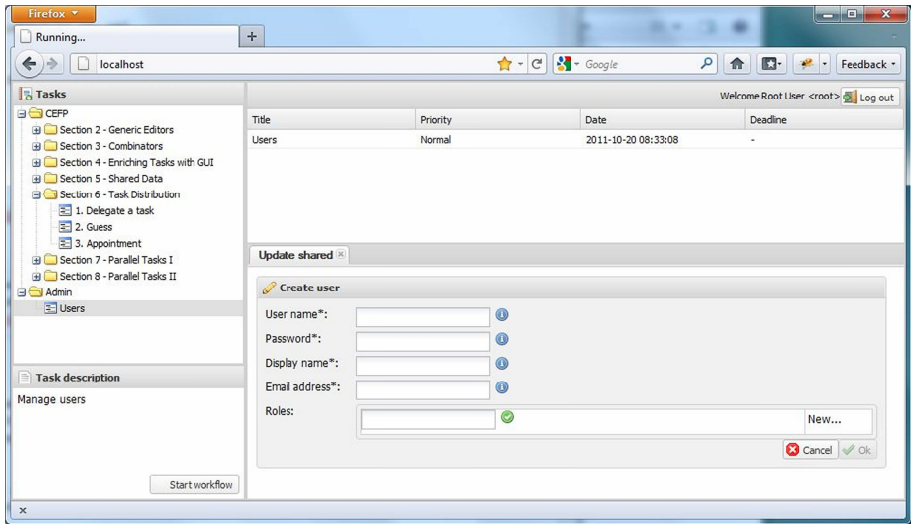 Firefox
Running...
localhost
Google
Feedback
Tasks
Welcome Root User <root>
Log out
CEFP
Section 2 - Generic Editors
Section 3 - Combinators
Section 4 - Enriching Tasks with GUI
Section 5 - Shared Data
Section 6 - Task Distribution
1. Delegate a task
2. Guess
3. Appointment
Section 7 - Parallel Tasks I
Section 8 - Parallel Tasks II
Admin
Users
Task description
Manage users
Start workflow
Title Priority Date Deadline
Users Normal 2011-10-20 08:33:08 -
Update shared
Create user
User name*:
Password*:
Display name*:
Email address*:
Roles:
New...
Cancel Ok